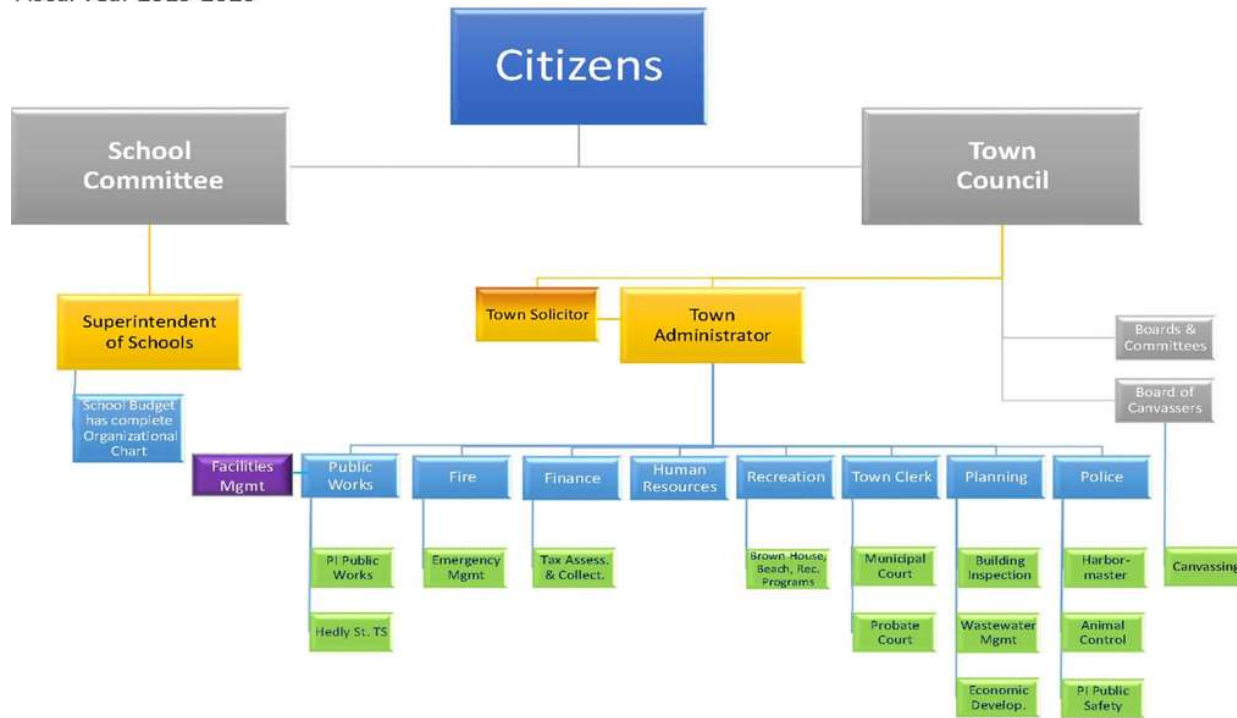 Citizens
School
Committee
Town
Council
Superintendent
of Schools
Town Solicitor
Town
Administrator
Boards &
Committees
Board of
Canvassers
School Budget
has complete
Organizational
Chart
Facilities
Mgmt
Public
Works
Fire
Finance
Human
Resources
Recreation
Town Clerk
Planning
Police
PI Public
Works
Emergency
Mgmt
Tax Assess.
& Collect.
Brown House,
Beach, Rec.
Programs
Municipal
Court
Building
Inspection
Harbor-
master
Canvassing
Hedly St. TS
Probate
Court
Wastewater
Mgmt
Animal
Control
Economic
Develop.
PI Public
Safety